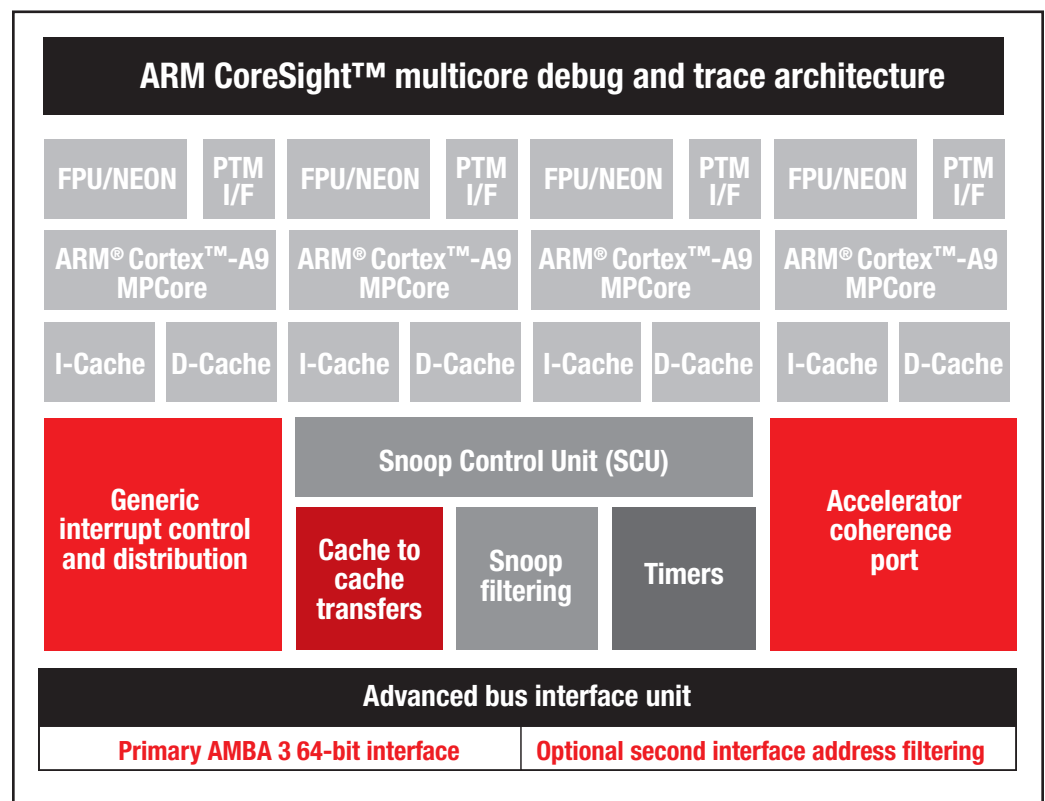 ARM CoreSight™ multicore debug and trace architecture
FPU/NEON
PTM
I/F
FPU/NEON
PTM
I/F
FPU/NEON
PTM
I/F
FPU/NEON
PTM
I/F
ARM® Cortex™-A9
MPCore
ARM® Cortex™-A9
MPCore
ARM® Cortex™-A9
MPCore
ARM® Cortex™-A9
MPCore
I-Cache
D-Cache
I-Cache
D-Cache
I-Cache
D-Cache
I-Cache
D-Cache
Generic
interrupt control
and distribution
Snoop Control Unit (SCU)
Cache to
cache
transfers
Snoop
filtering
Timers
Accelerator
coherence
port
Advanced bus interface unit
Primary AMBA 3 64-bit interface
Optional second interface address filtering